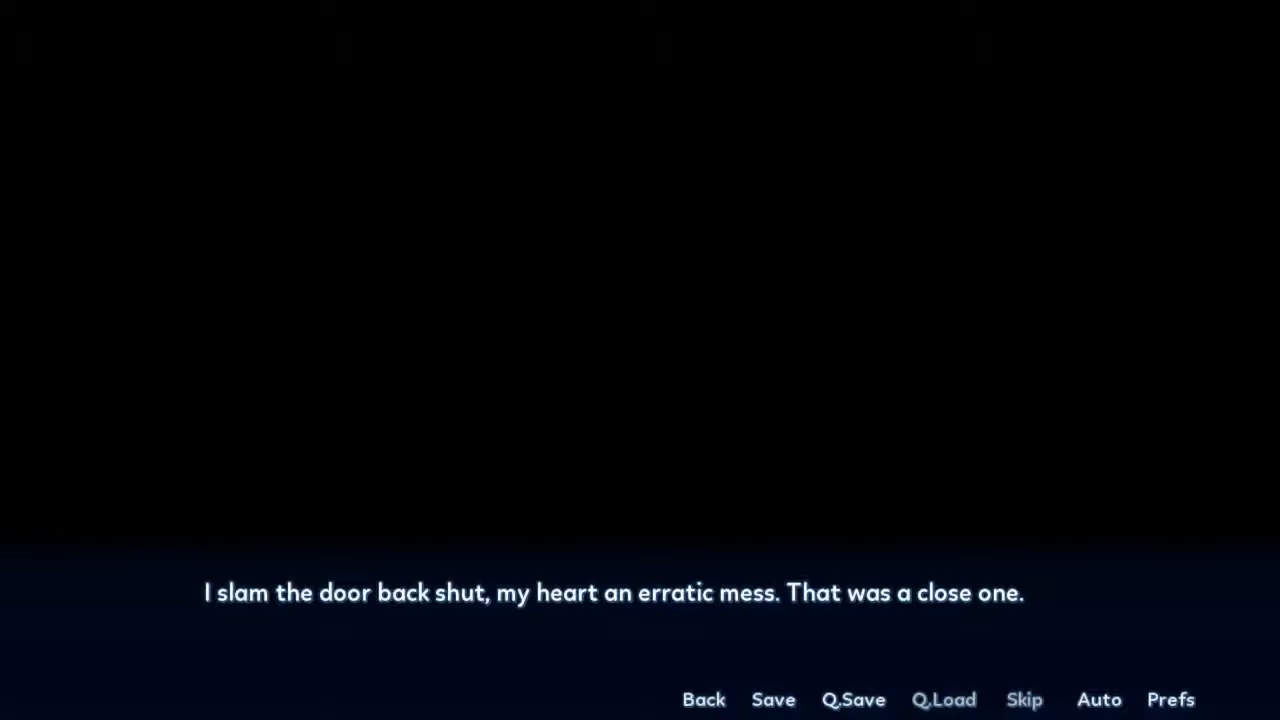 I slam the door back shut, my heart an erratic mess. That was a close one.
Back Save Q.Save Q.Load Skip Auto Prefs